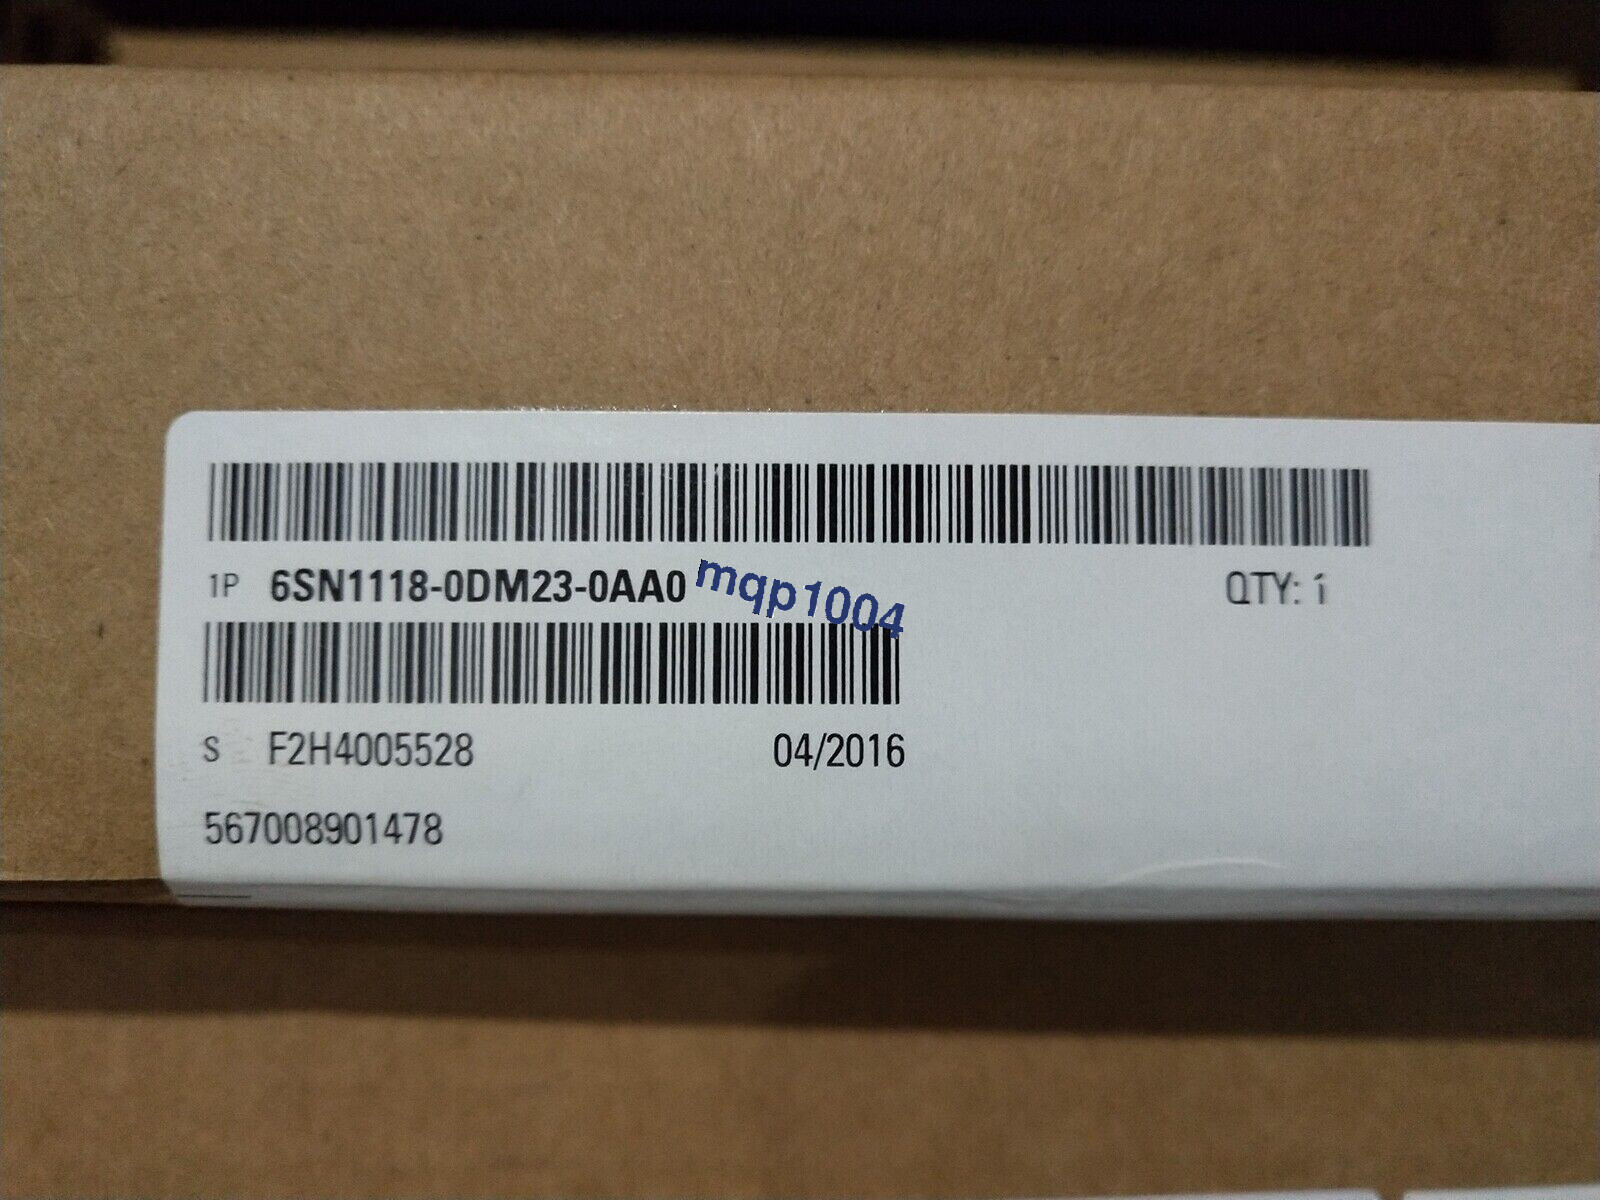 1P 6SN1118-0DM23-0AA0 QTY: 1
mqp1004
S F2H4005528 04/2016
567008901478